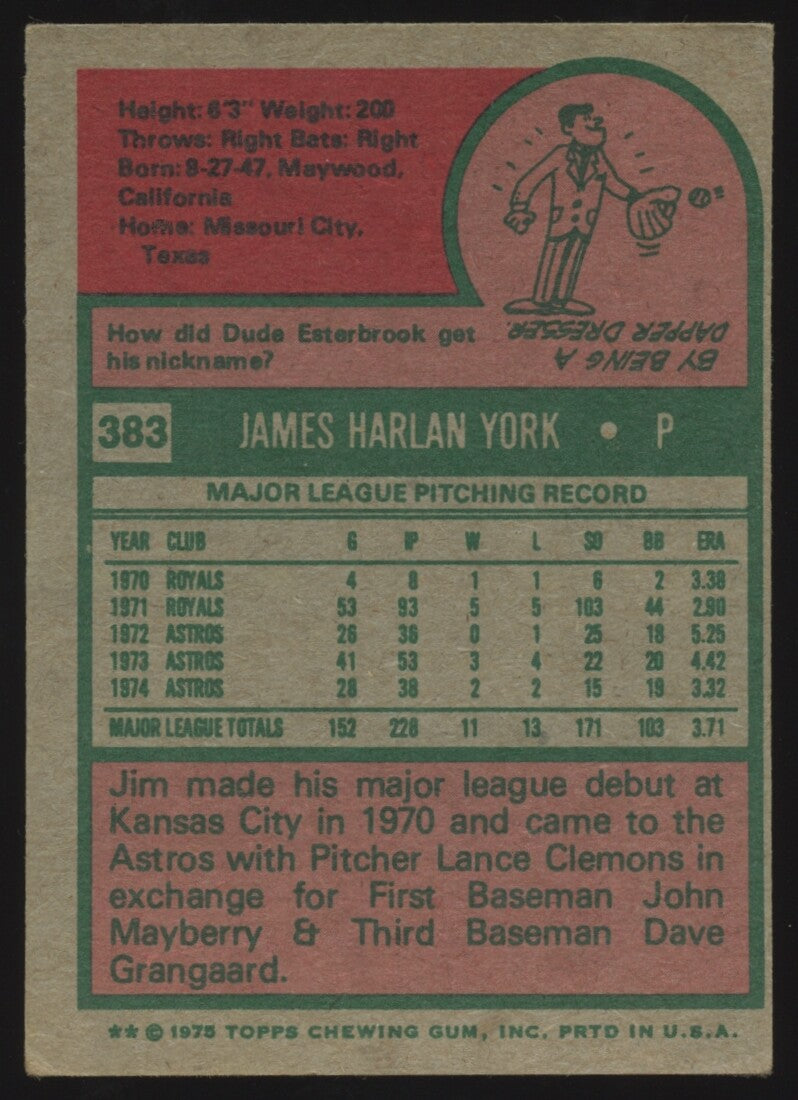 Height: 6'3" Weight: 200
Throws: Right Bats: Right
Born: 8-27-47, Maywood,
California
Home: Missouri City,
Texas
How did Dude Esterbrook get
his nickname?
BY BEING A
DAPPER DRESSER.
383 JAMES HARLAN YORK • P
MAJOR LEAGUE PITCHING RECORD
YEAR CLUB G IP W L SO BB ERA
1970 ROYALS 4 8 1 1 6 2 3.38
1971 ROYALS 53 93 5 5 103 44 2.90
1972 ASTROS 26 36 0 1 25 18 5.25
1973 ASTROS 41 53 3 4 22 20 4.42
1974 ASTROS 28 38 2 2 15 19 3.32
MAJOR LEAGUE TOTALS 152 228 11 13 171 103 3.71
Jim made his major league debut at
Kansas City in 1970 and came to the
Astros with Pitcher Lance Clemons in
exchange for First Baseman John
Mayberry & Third Baseman Dave
Grangaard.
** © 1975 TOPPS CHEWING GUM, INC. PRTD IN U.S.A.